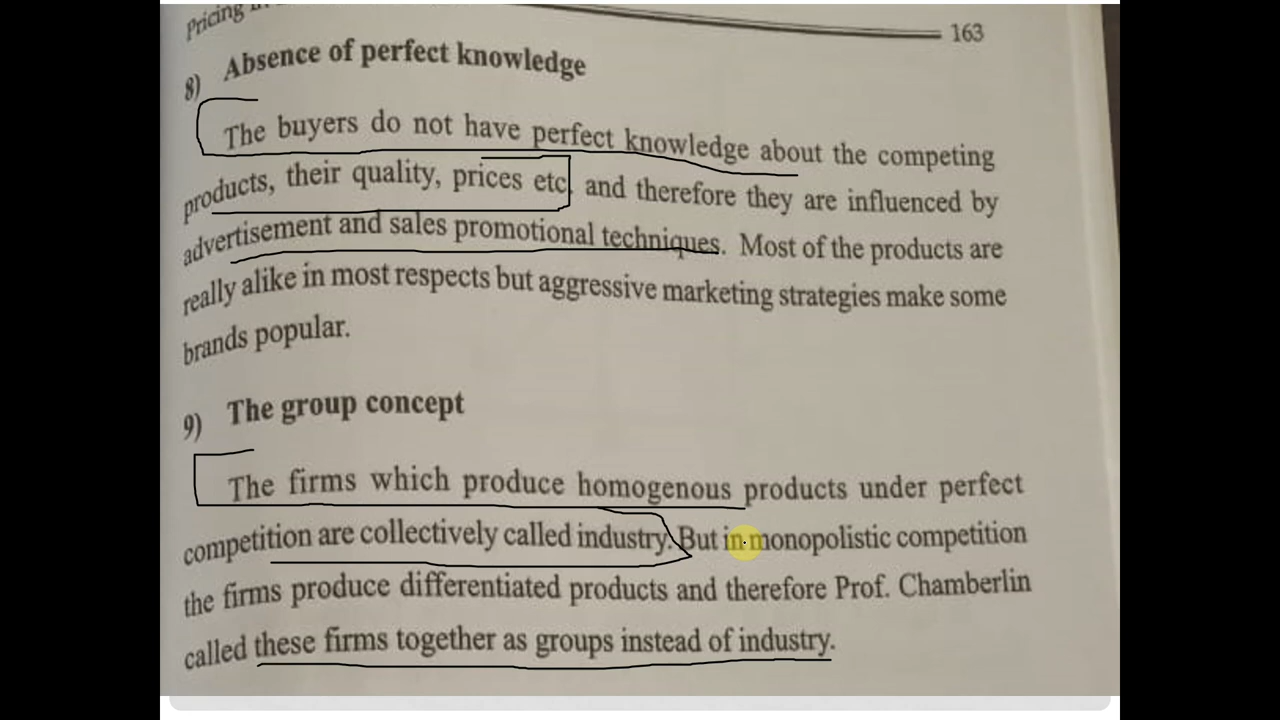 Pricing
163
8) Absence of perfect knowledge
The buyers do not have perfect knowledge about the competing
products, their quality, prices etc. and therefore they are influenced by
advertisement and sales promotional techniques. Most of the products are
really alike in most respects but aggressive marketing strategies make some
brands popular.
9) The group concept
The firms which produce homogenous products under perfect
competition are collectively called industry. But in monopolistic competition
the firms produce differentiated products and therefore Prof. Chamberlin
called these firms together as groups instead of industry.